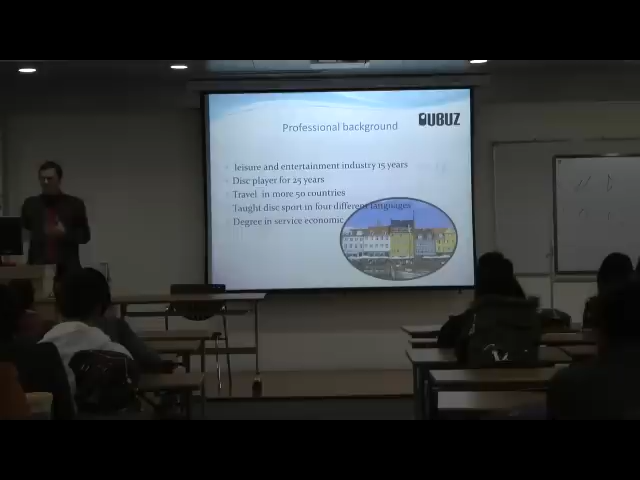 OUBUZ
Professional background
leisure and entertainment industry 15 years
Disc player for 25 years
Travel in more 50 countries
Taught disc sport in four different languages
Degree in service economic